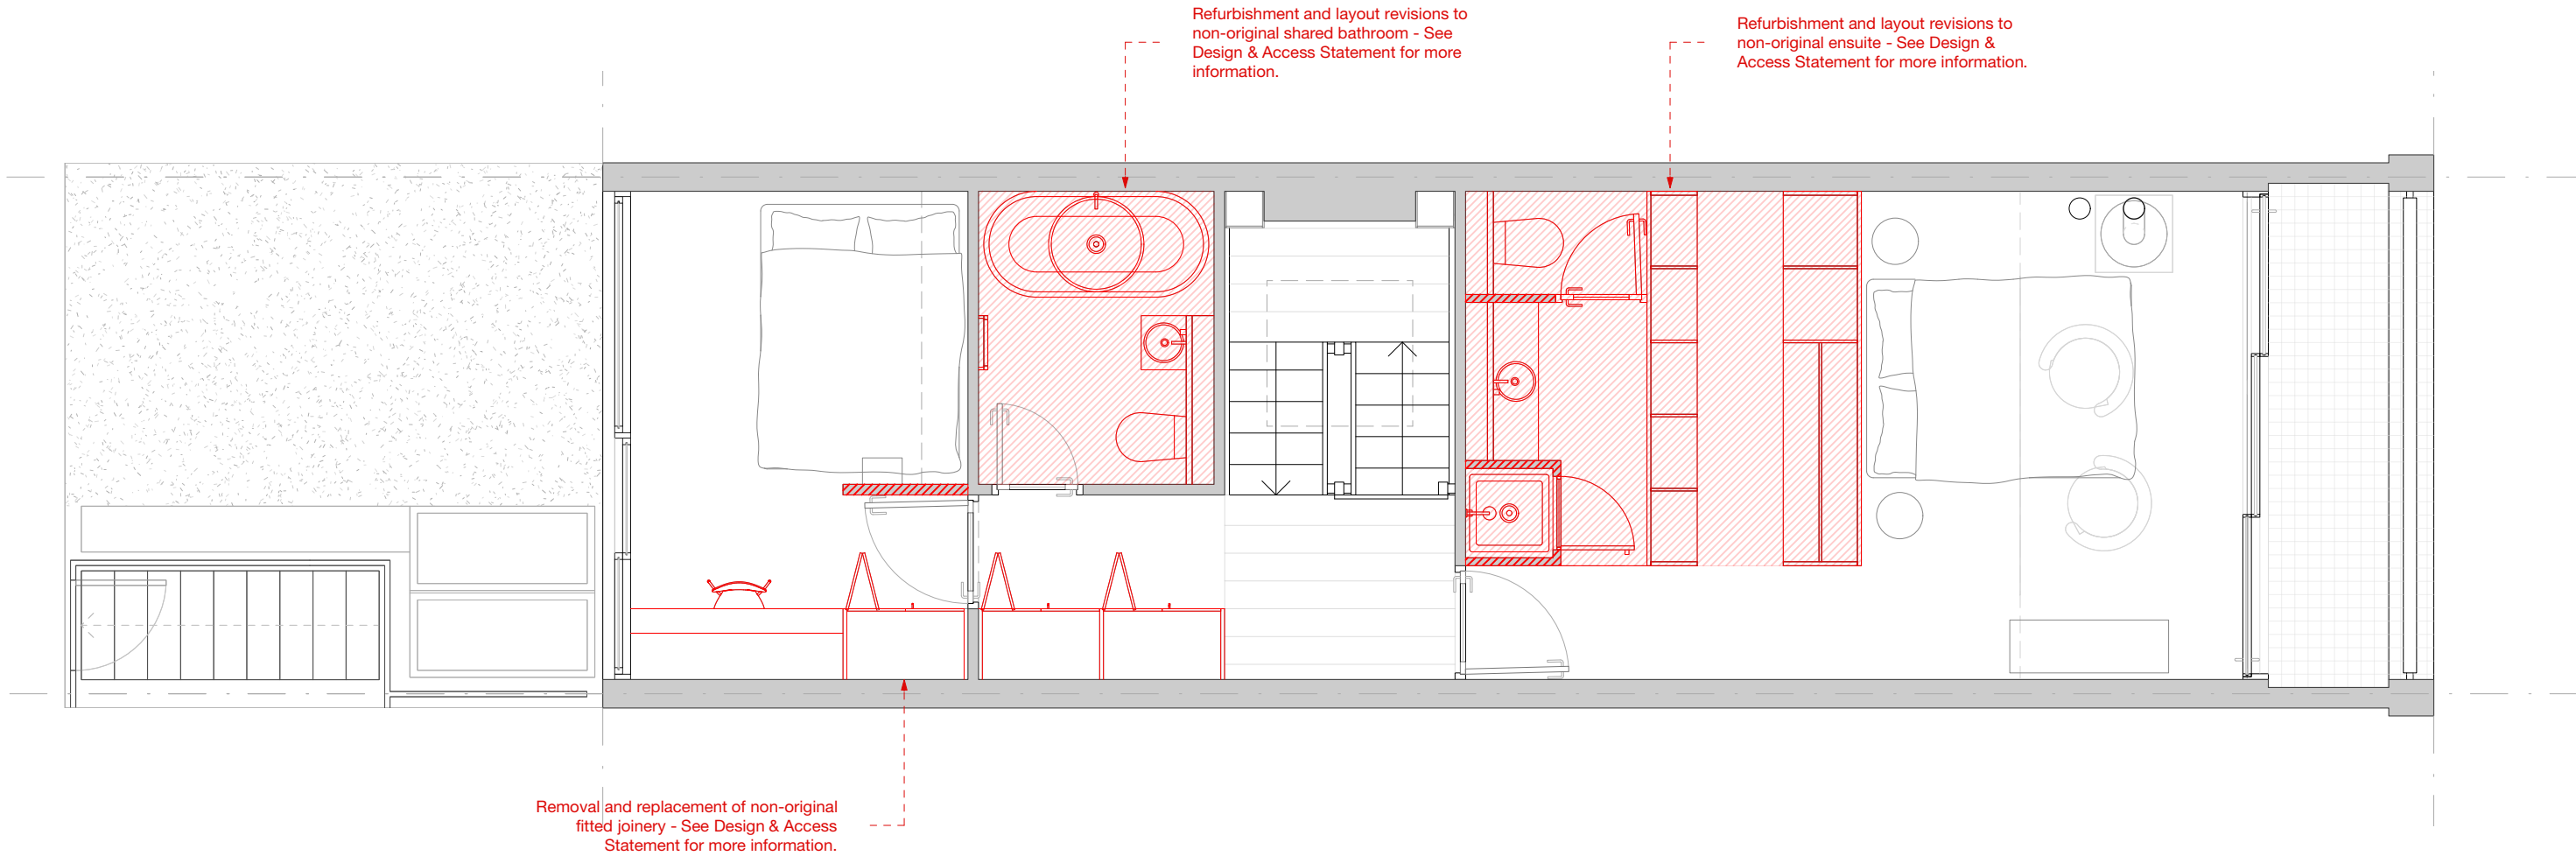 Refurbishment and layout revisions to
non-original shared bathroom - See
Design & Access Statement for more
information.
Refurbishment and layout revisions to
non-original ensuite - See Design &
Access Statement for more information.
Removal and replacement of non-original
fitted joinery - See Design & Access
Statement for more information.